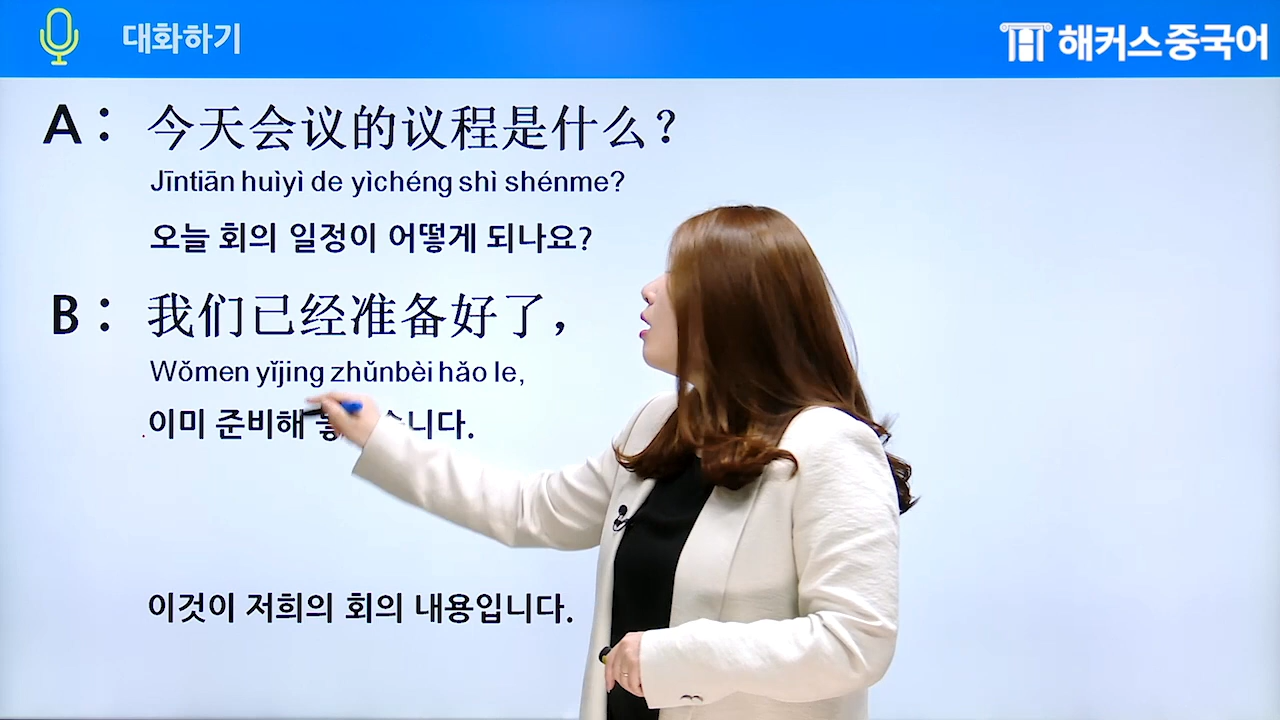 대화하기
해커스 중국어
A : 今天会议的议程是什么？
Jīntiān huìyì de yìchéng shì shénme?
오늘 회의 일정이 어떻게 되나요?
B : 我们已经准备好了，
Wǒmen yǐjing zhǔnbèi hǎo le,
이미 준비해
이것이 저희의 회의 내용입니다.